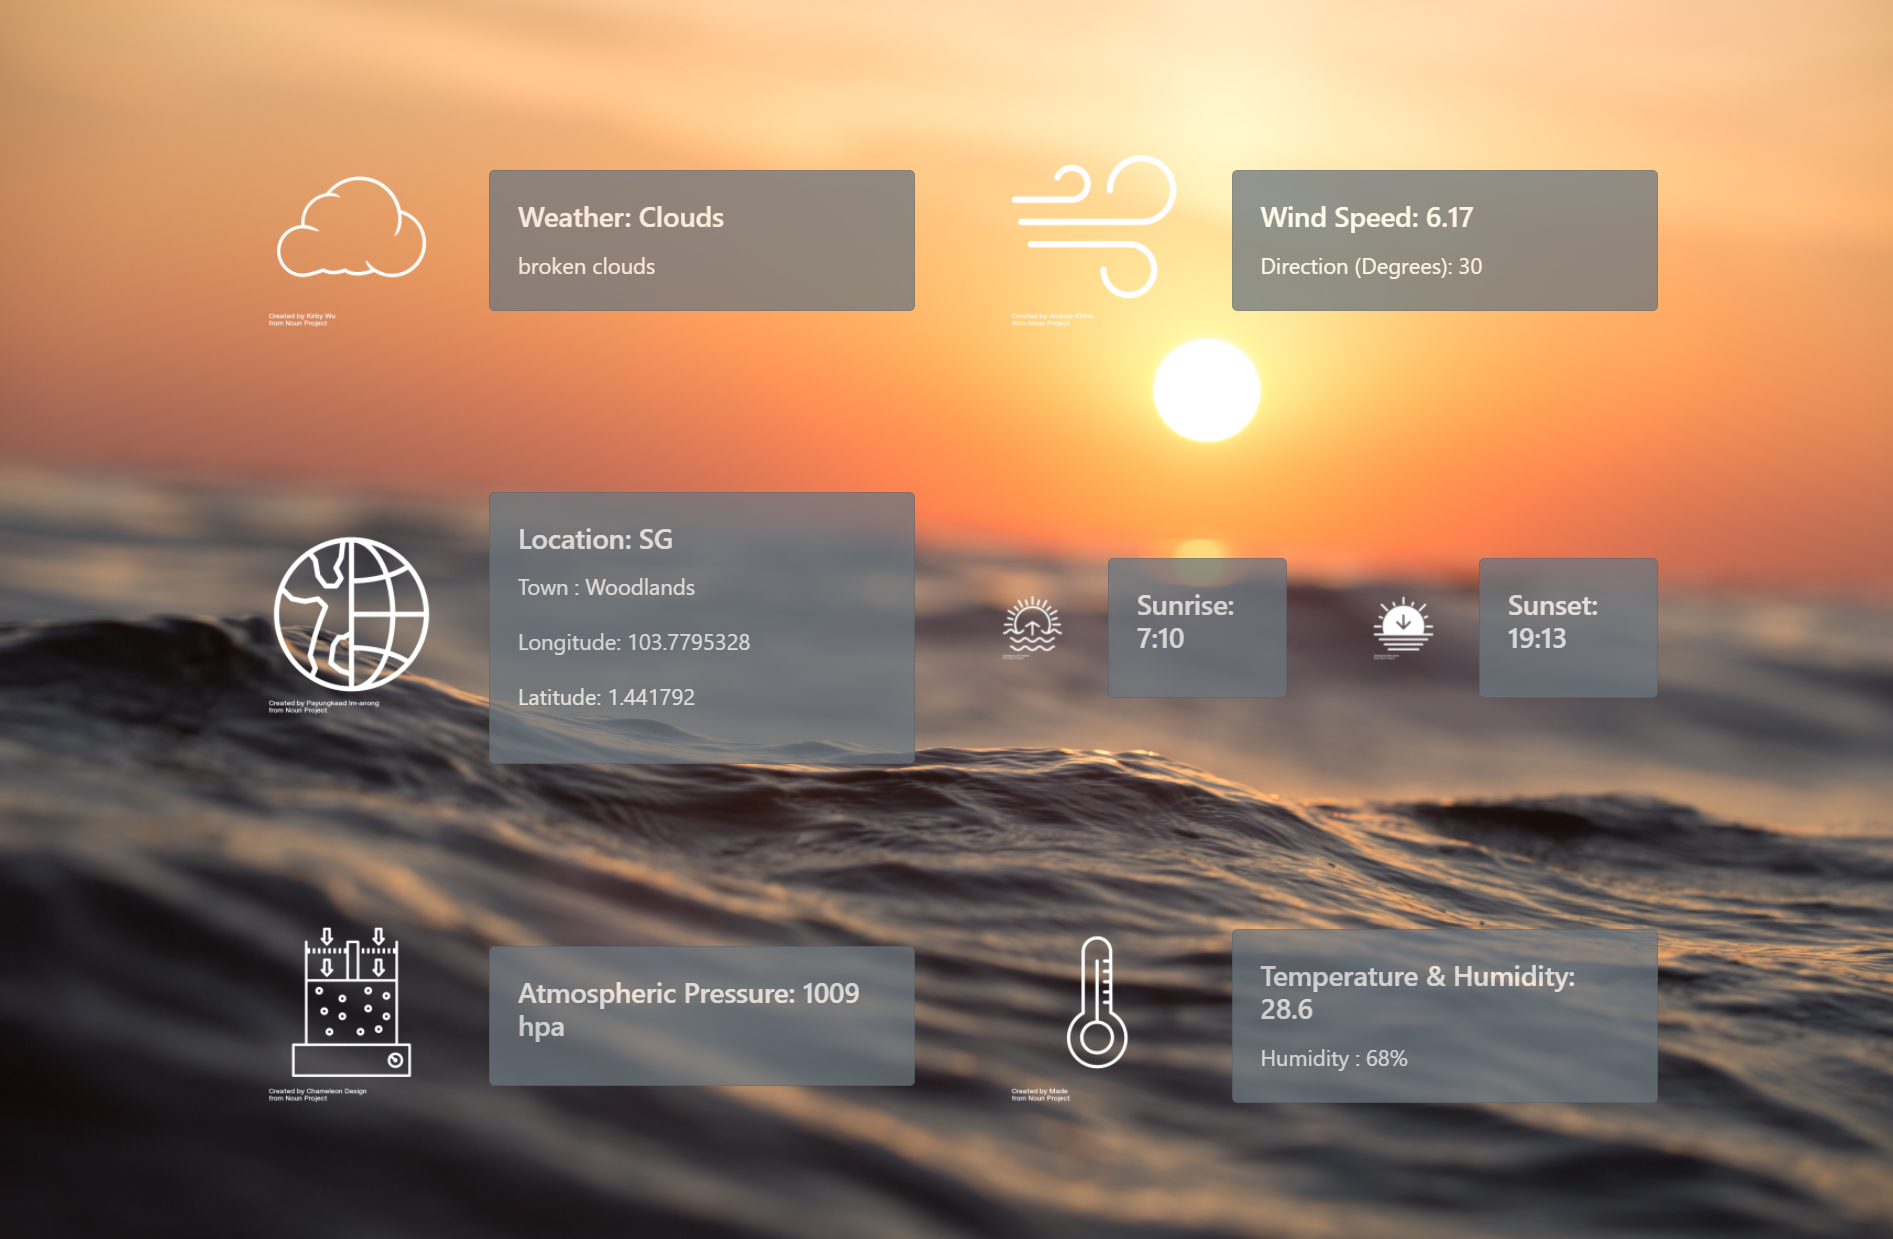 Weather: Clouds
broken clouds
Created by Kirby Wu
from Noun Project
Wind Speed: 6.17
Direction (Degrees): 30
Created by Andrejs Kirma
from Noun Project
Location: SG
Town : Woodlands
Longitude: 103.7795328
Latitude: 1.441792
Created by Payungkead Im-anong
from Noun Project
Sunrise:
7:10
Sunset:
19:13
Atmospheric Pressure: 1009
hpa
Created by Chameleon Design
from Noun Project
Temperature & Humidity:
28.6
Humidity : 68%
Created by Made
from Noun Project